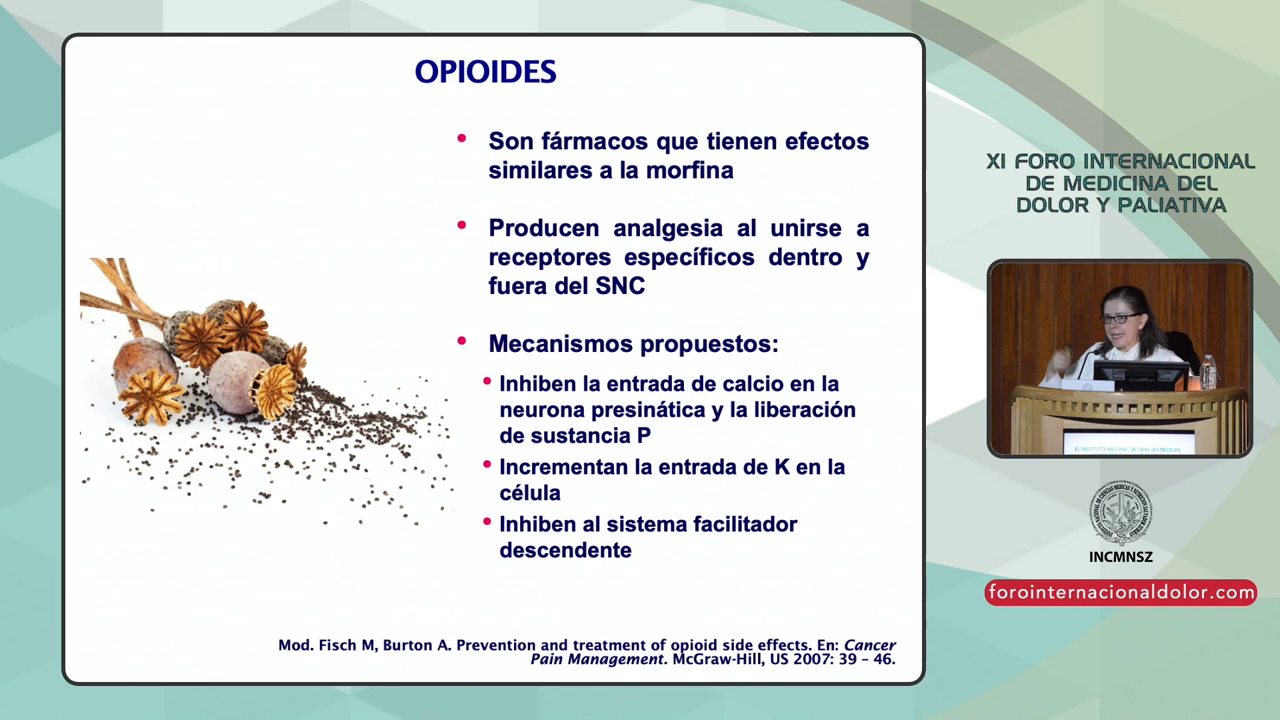 OPIOIDES
• Son fármacos que tienen efectos
similares a la morfina
• Producen analgesia al unirse a
receptores específicos dentro y
fuera del SNC
• Mecanismos propuestos:
• Inhiben la entrada de calcio en la
neurona presinática y la liberación
de sustancia P
• Incrementan la entrada de K en la
célula
• Inhiben al sistema facilitador
descendente
Mod. Fisch M, Burton A. Prevention and treatment of opioid side effects. En: Cancer
Pain Management. McGraw-Hill, US 2007: 39 – 46.
XI FORO INTERNACIONAL
DE MEDICINA DEL
DOLOR Y PALIATIVA
INCMNSZ
forointernacionaldolor.com